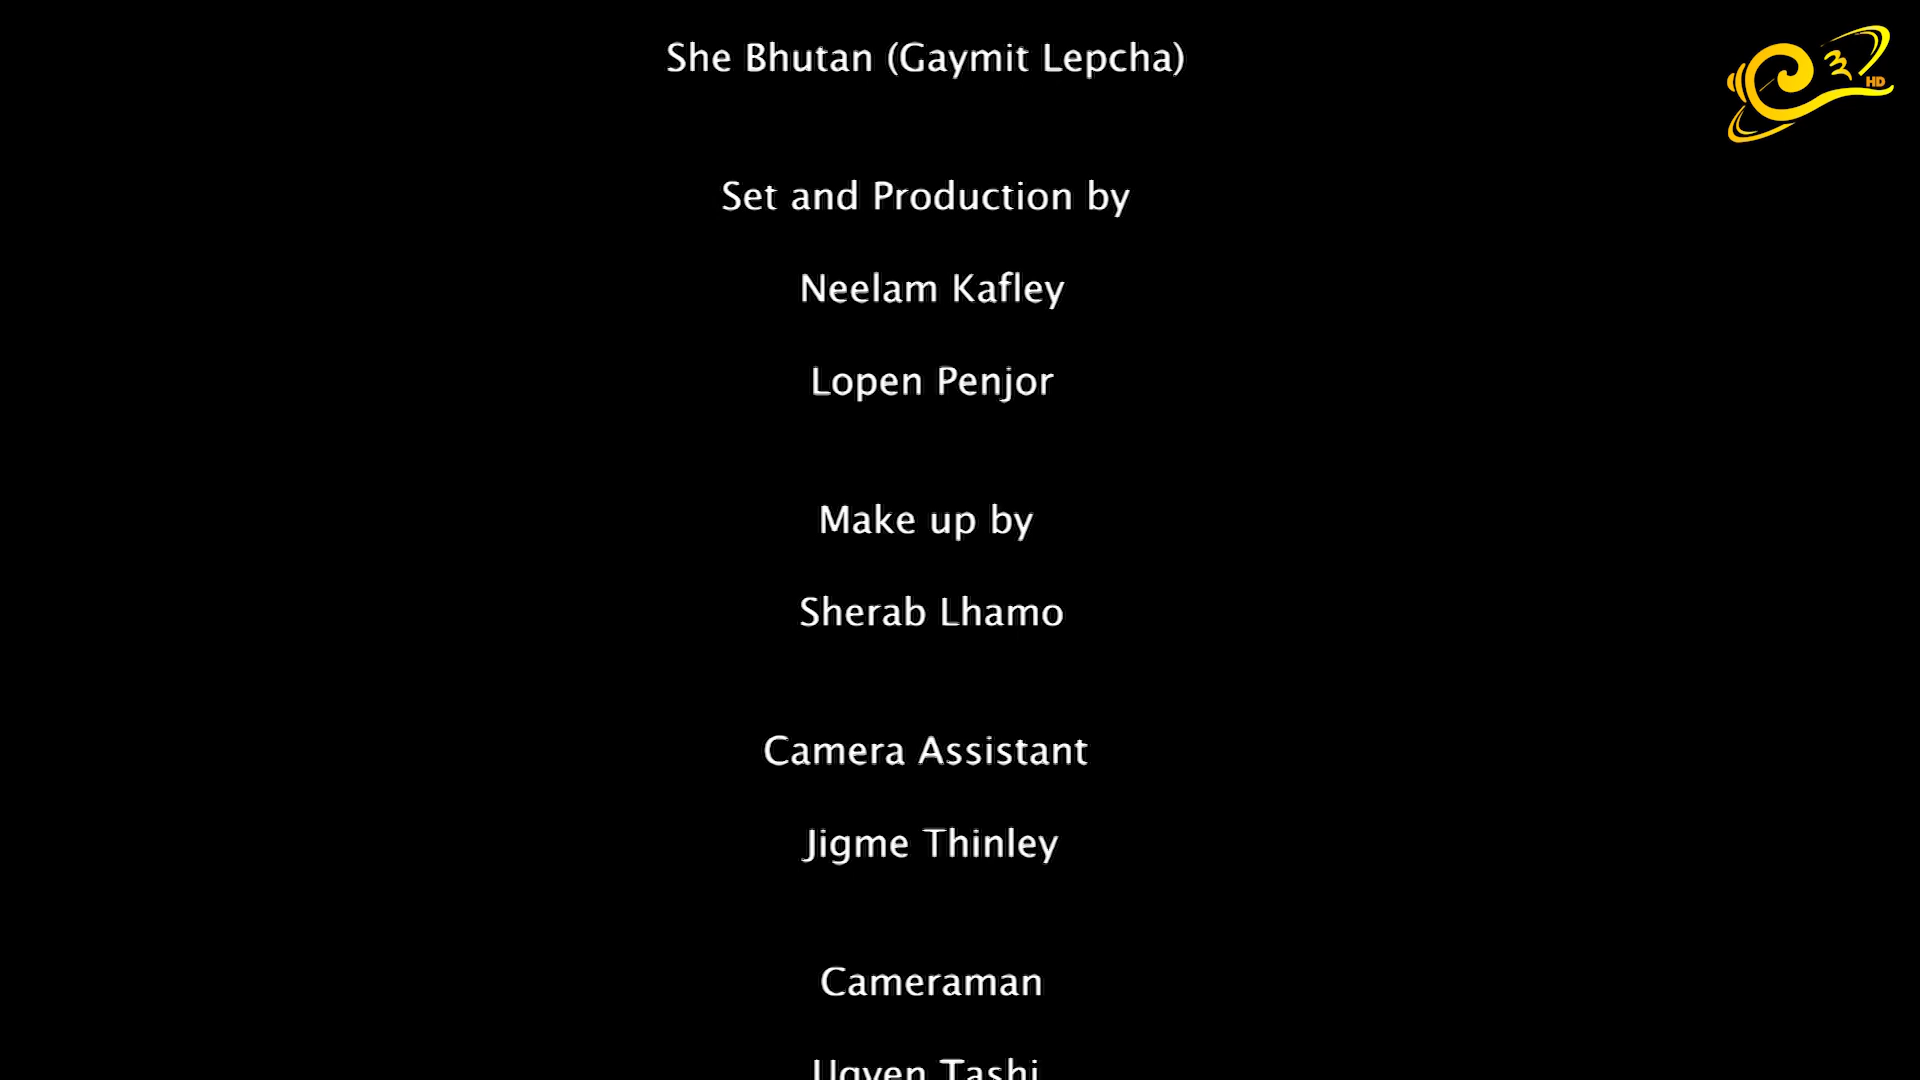 She Bhutan (Gaymit Lepcha)
Set and Production by
Neelam Kafley
Lopen Penjor
Make up by
Sherab Lhamo
Camera Assistant
Jigme Thinley
Cameraman
Ugyen Tashi
HD